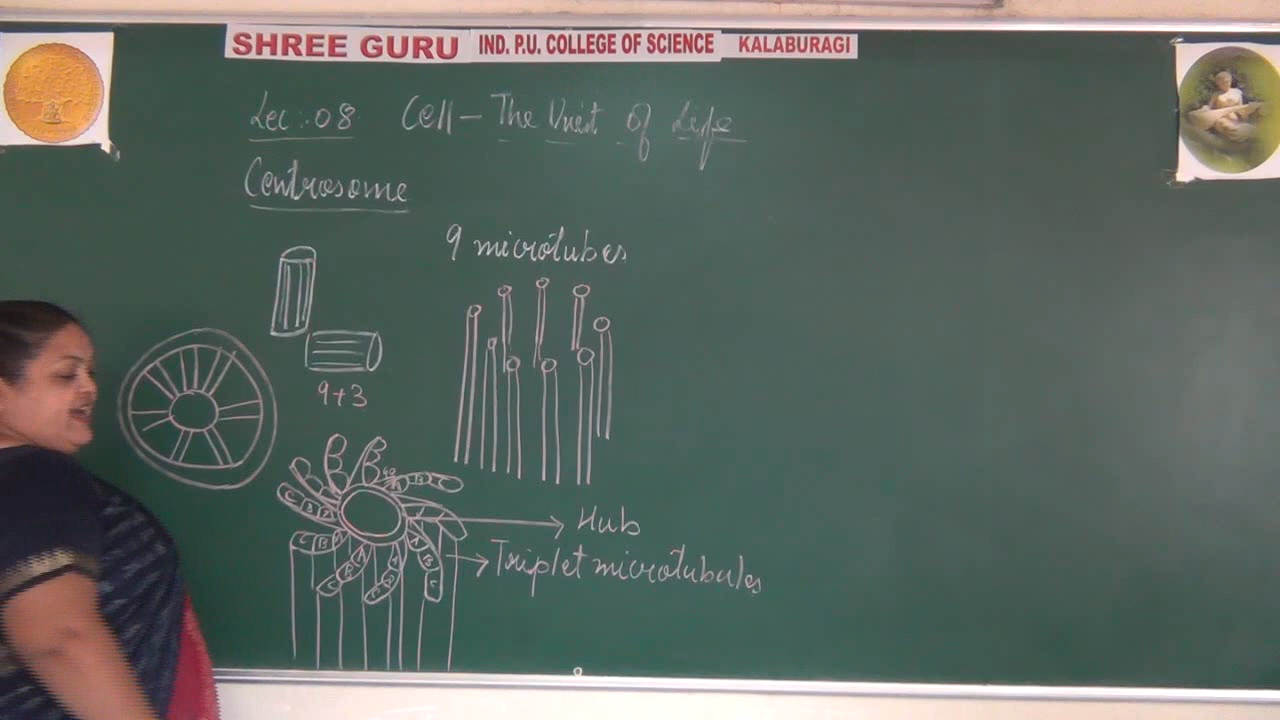 SHREE GURU IND. P.U. COLLEGE OF SCIENCE KALABURAGI
Lec:08 Cell - The Unit of Life
Centrosome
9 microtubes
9+3
Hub
Triplet microtubules
40
A B C
C B A
C B A
A B C
A B C